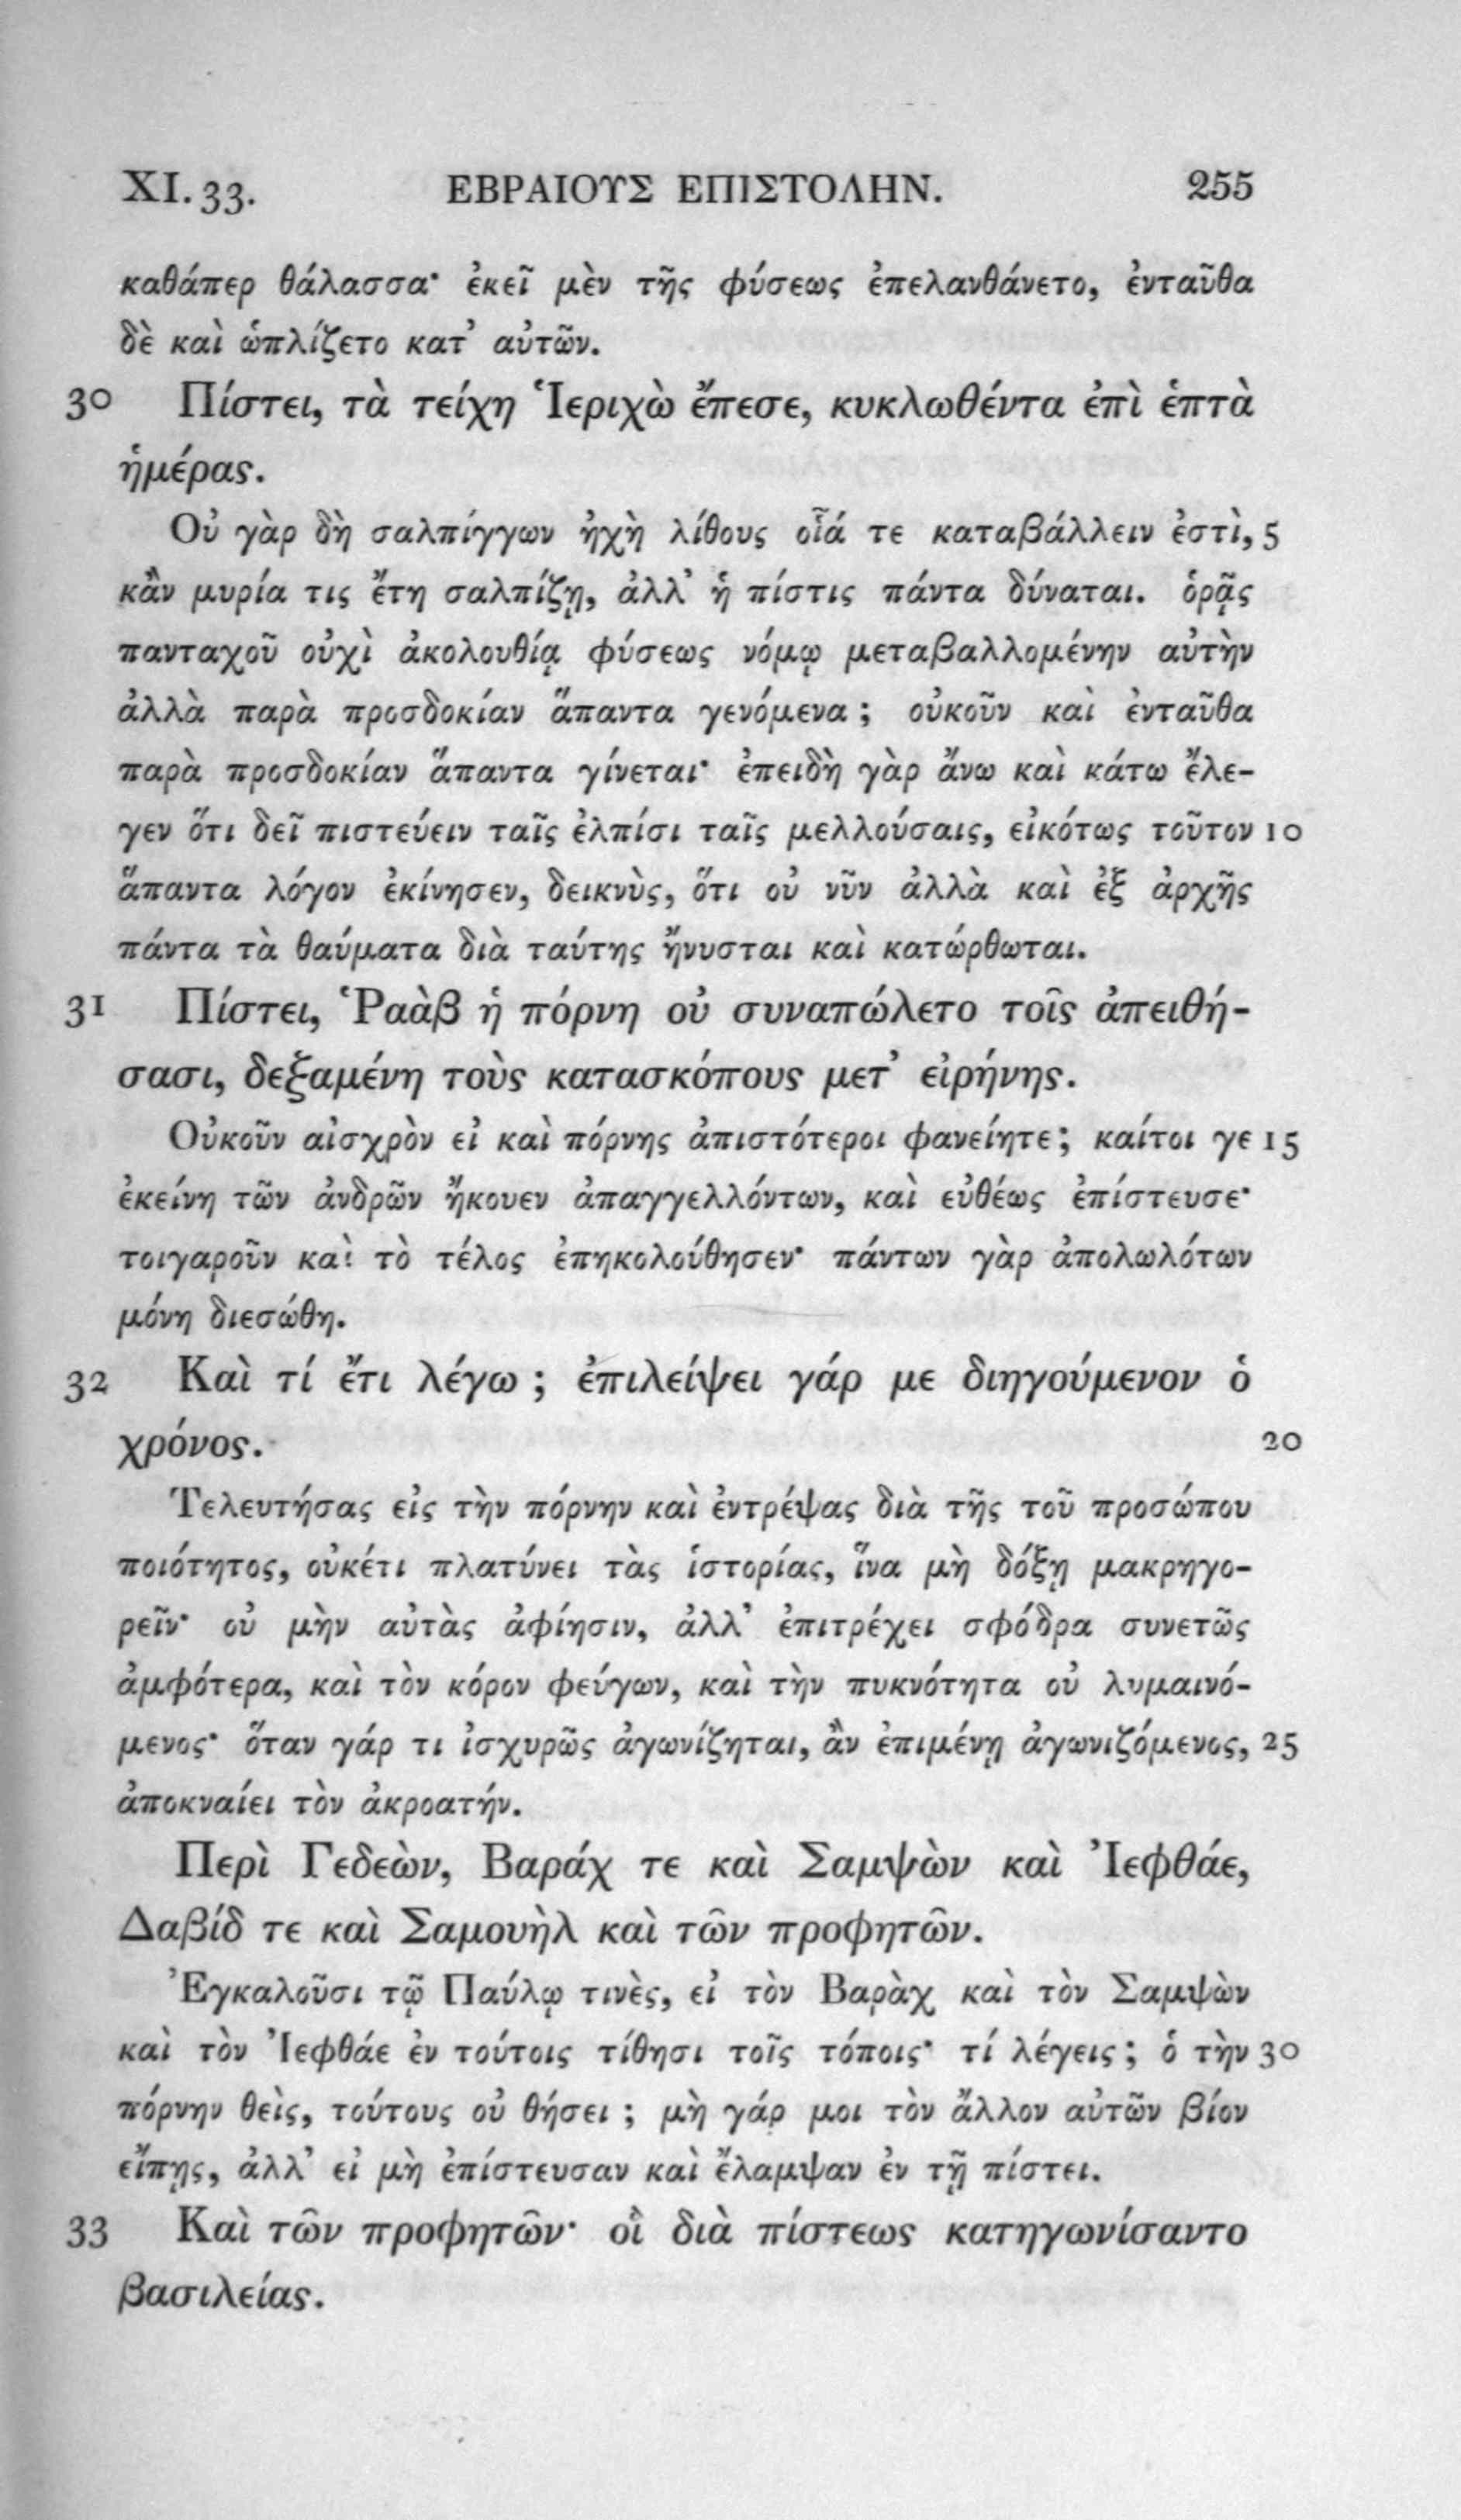 XI. 33. ΕΒΡΑΙΟΥΣ ΕΠΙΣΤΟΛΗΝ. 255
καθάπερ θάλασσα· ἐκεῖ μὲν τῆς φύσεως ἐπελανθάνετο, ἐνταῦθα
δὲ καὶ ὡπλίζετο κατ᾿ αὐτῶν.
30 Πίστει, τὰ τείχη Ἱεριχὼ ἔπεσε, κυκλωθέντα ἐπὶ ἑπτὰ
ἡμέρας.
Οὐ γὰρ δὴ σαλπίγγων ἠχὴ λίθους οἷά τε καταβάλλειν ἐστὶ, 5
κἂν μυρία τις ἔτη σαλπίζῃ, ἀλλ᾿ ἡ πίστις πάντα δύναται. ὁρᾷς
πανταχοῦ οὐχὶ ἀκολουθίᾳ φύσεως νόμῳ μεταβαλλομένην αὐτὴν
ἀλλὰ παρὰ προσδοκίαν ἅπαντα γενόμενα ; οὐκοῦν καὶ ἐνταῦθα
παρὰ προσδοκίαν ἅπαντα γίνεται· ἐπειδὴ γὰρ ἄνω καὶ κάτω ἔλε-
γεν ὅτι δεῖ πιστεύειν ταῖς ἐλπίσι ταῖς μελλούσαις, εἰκότως τοῦτον 10
ἅπαντα λόγον ἐκίνησεν, δεικνὺς, ὅτι οὐ νῦν ἀλλὰ καὶ ἐξ ἀρχῆς
πάντα τὰ θαύματα διὰ ταύτης ἤνυσται καὶ κατώρθωται.
31 Πίστει, Ῥαὰβ ἡ πόρνη οὐ συναπώλετο τοῖς ἀπειθή-
σασι, δεξαμένη τοὺς κατασκόπους μετ᾿ εἰρήνης.
Οὐκοῦν αἰσχρὸν εἰ καὶ πόρνης ἀπιστότεροι φανείητε; καίτοι γε 15
ἐκείνη τῶν ἀνδρῶν ἤκουεν ἀπαγγελλόντων, καὶ εὐθέως ἐπίστευσε·
τοιγαροῦν καὶ τὸ τέλος ἐπηκολούθησεν· πάντων γὰρ ἀπολωλότων
μόνη διεσώθη.
32 Καὶ τί ἔτι λέγω ; ἐπιλείψει γάρ με διηγούμενον ὁ
χρόνος. 20
Τελευτήσας εἰς τὴν πόρνην καὶ ἐντρέψας διὰ τῆς τοῦ προσώπου
ποιότητος, οὐκέτι πλατύνει τὰς ἱστορίας, ἵνα μὴ δόξῃ μακρηγο-
ρεῖν· οὐ μὴν αὐτὰς ἀφίησιν, ἀλλ᾿ ἐπιτρέχει σφόδρα συνετῶς
ἀμφότερα, καὶ τὸν κόρον φεύγων, καὶ τὴν πυκνότητα οὐ λυμαινό-
μενος· ὅταν γάρ τι ἰσχυρῶς ἀγωνίζηται, ἂν ἐπιμένῃ ἀγωνιζόμενος, 25
ἀποκναίει τὸν ἀκροατήν.
Περὶ Γεδεὼν, Βαράχ τε καὶ Σαμψὼν καὶ Ἰεφθάε,
Δαβίδ τε καὶ Σαμουὴλ καὶ τῶν προφητῶν.
Ἐγκαλοῦσι τῷ Παύλῳ τινὲς, εἰ τὸν Βαρὰχ καὶ τὸν Σαμψὼν
καὶ τὸν Ἰεφθάε ἐν τούτοις τίθησι τοῖς τόποις· τί λέγεις ; ὁ τὴν 30
πόρνην θεὶς, τούτους οὐ θήσει ; μὴ γάρ μοι τὸν ἄλλον αὐτῶν βίον
εἴπῃς, ἀλλ᾿ εἰ μὴ ἐπίστευσαν καὶ ἔλαμψαν ἐν τῇ πίστει.
33 Καὶ τῶν προφητῶν· οἳ διὰ πίστεως κατηγωνίσαντο
βασιλείας.